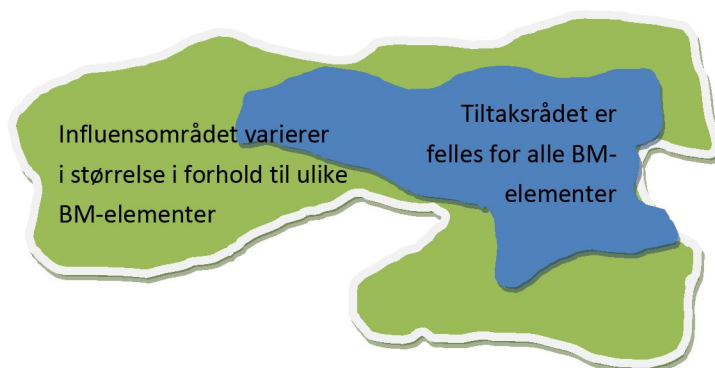 Influensområdet varierer
i størrelse i forhold til ulike
BM-elementer
Tiltaksrådet er
felles for alle BM-
elementer